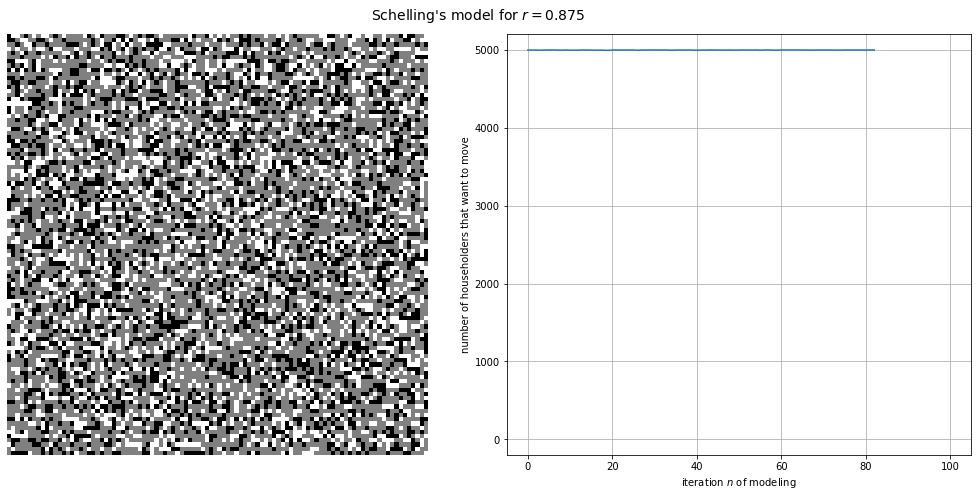 Schelling's model for r = 0.875
number of householders that want to move
5000
4000
3000
2000
1000
0
0 20 40 60 80 100
iteration n of modeling